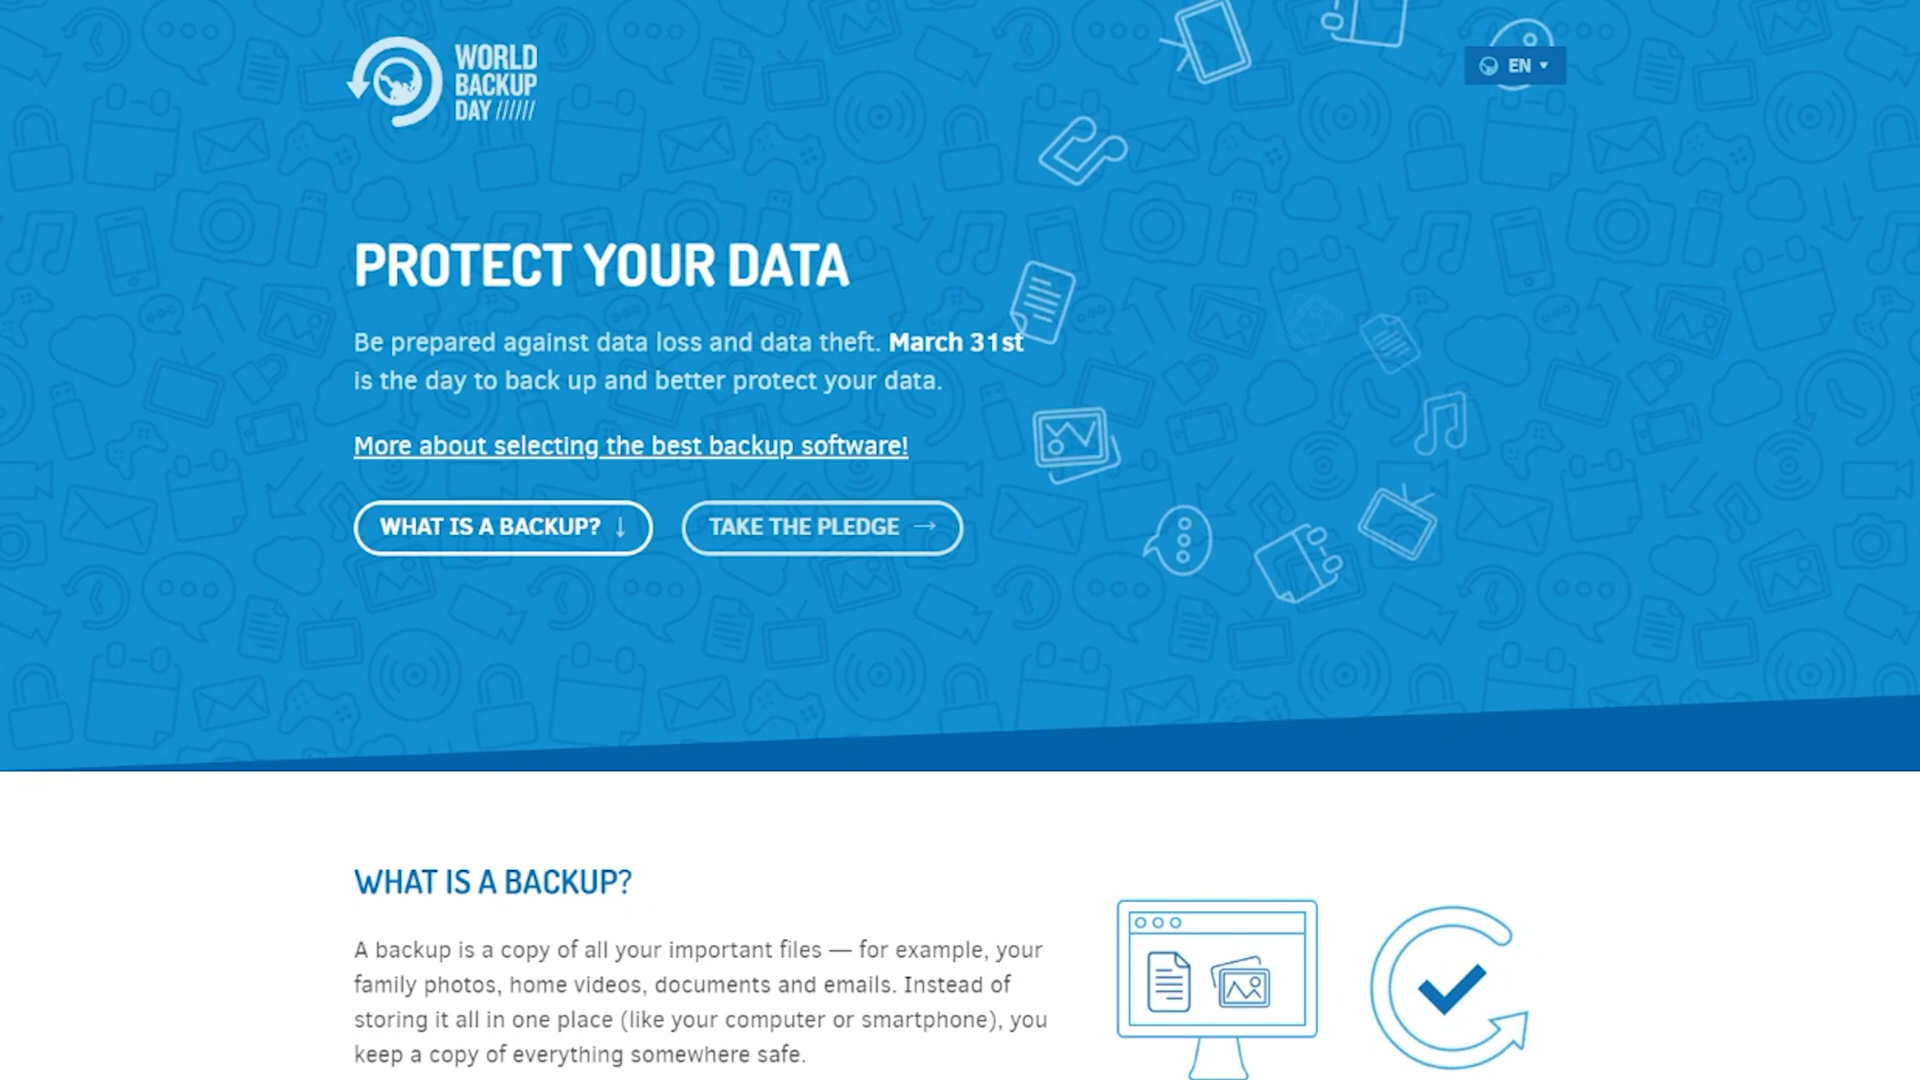 WORLD
BACKUP
DAY //////
EN
PROTECT YOUR DATA
Be prepared against data loss and data theft. March 31st
is the day to back up and better protect your data.
More about selecting the best backup software!
WHAT IS A BACKUP? ↓
TAKE THE PLEDGE →
WHAT IS A BACKUP?
A backup is a copy of all your important files — for example, your
family photos, home videos, documents and emails. Instead of
storing it all in one place (like your computer or smartphone), you
keep a copy of everything somewhere safe.